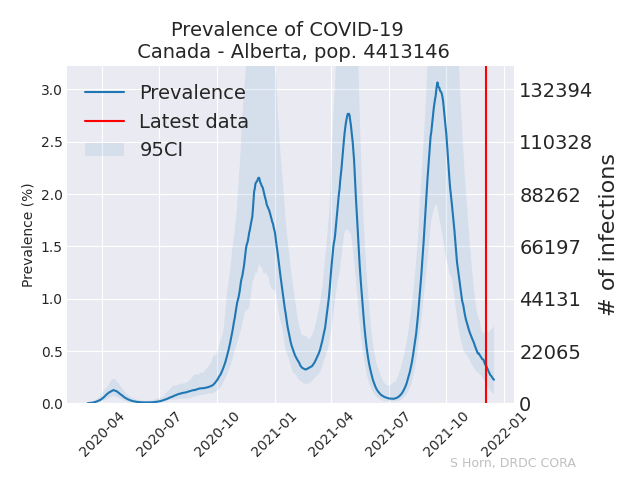 Prevalence of COVID-19
Canada - Alberta, pop. 4413146
Prevalence
Latest data
95CI
Prevalence (%)
3.0
2.5
2.0
1.5
1.0
0.5
0.0
132394
110328
88262
66197
44131
22065
0
# of infections
2020-04
2020-07
2020-10
2021-01
2021-04
2021-07
2021-10
2022-01
S Horn, DRDC CORA